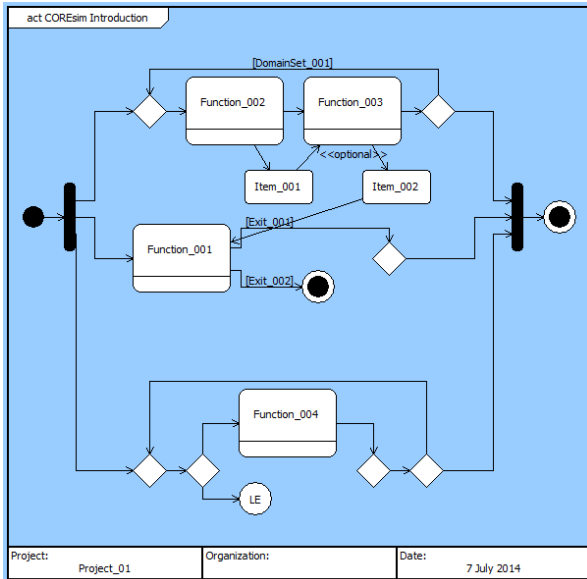 act COREsim Introduction
[DomainSet_001]
Function_002
Function_003
<<optional>>
Item_001
Item_002
[Exit_001]
Function_001
[Exit_002]
Function_004
LE
Project:
Project_01
Organization:
Date:
7 July 2014